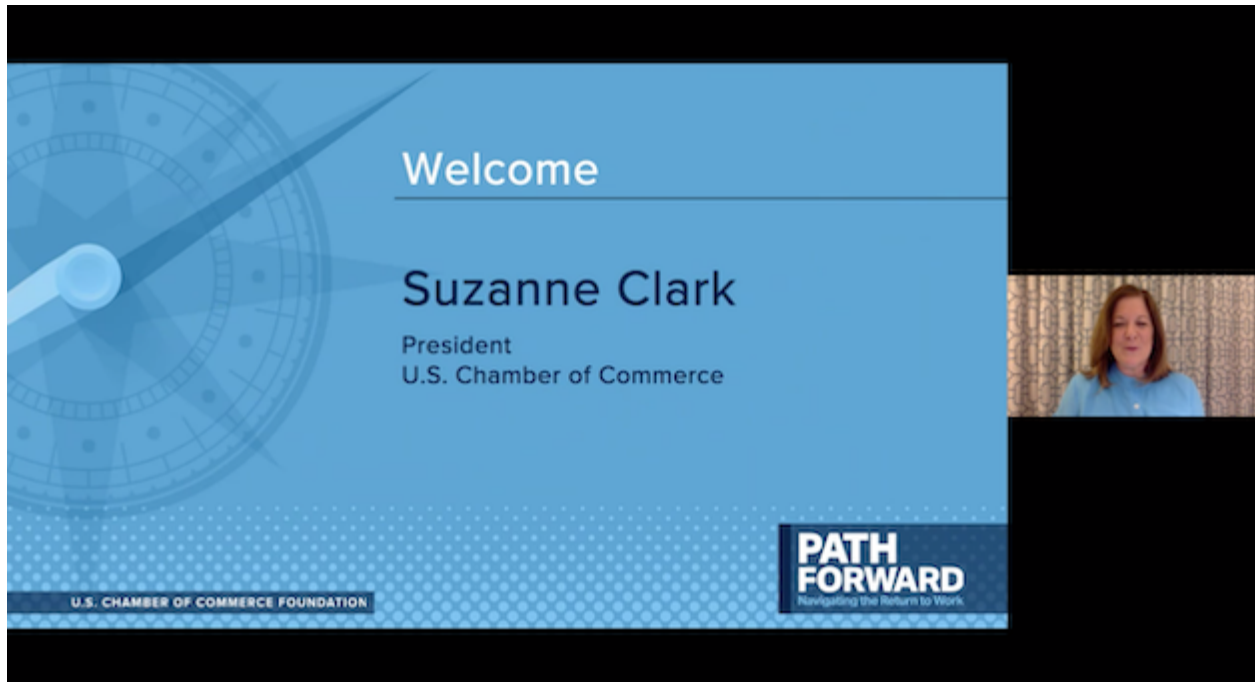 Welcome
Suzanne Clark
President
U.S. Chamber of Commerce
U.S. CHAMBER OF COMMERCE FOUNDATION
PATH
FORWARD
Navigating the Return to Work